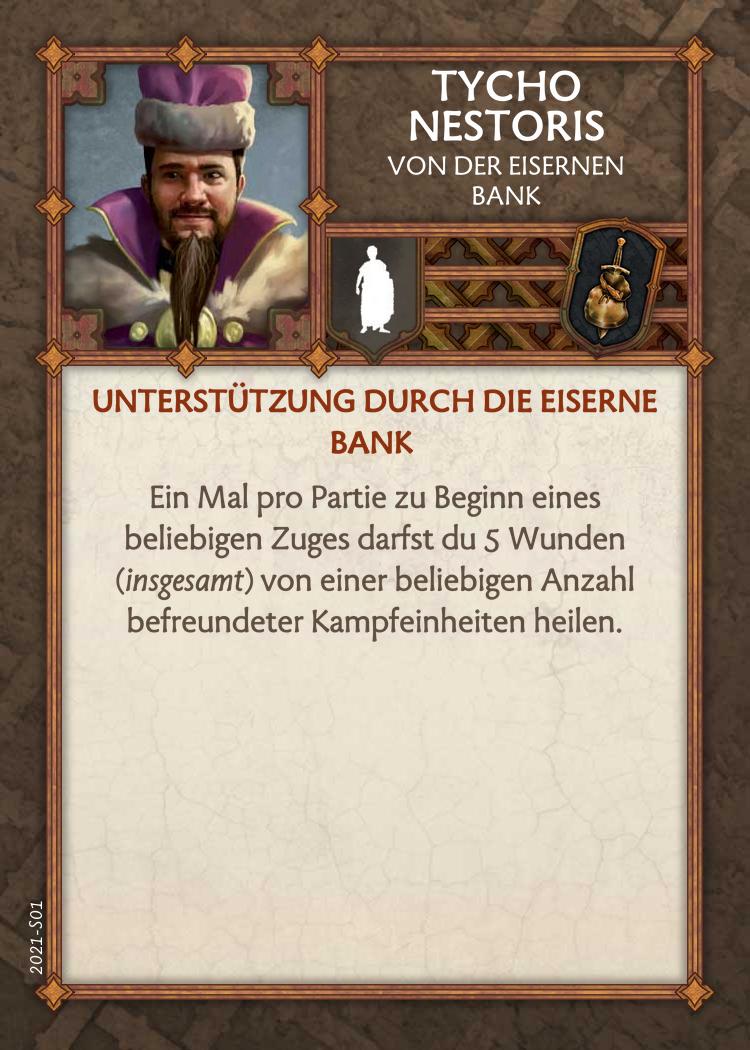 TYCHO
NESTORIS
VON DER EISERNEN
BANK
UNTERSTÜTZUNG DURCH DIE EISERNE
BANK
Ein Mal pro Partie zu Beginn eines
beliebigen Zuges darfst du 5 Wunden
(insgesamt) von einer beliebigen Anzahl
befreundeter Kampfeinheiten heilen.
2021-S01